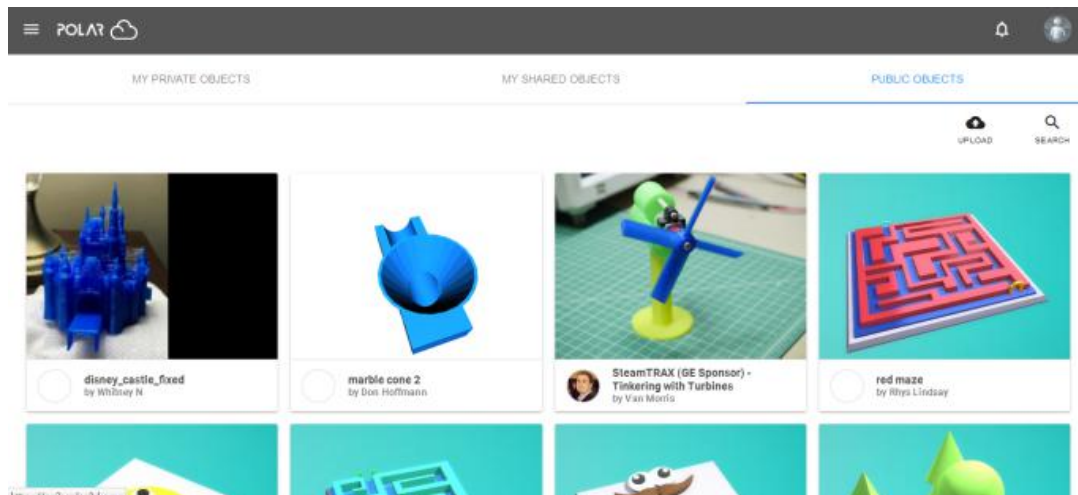 POLAR
MY PRIVATE OBJECTS
MY SHARED OBJECTS
PUBLIC OBJECTS
UPLOAD
SEARCH
disney_castle_fixed
by Whitney N
marble cone 2
by Don Hoffmann
SteamTRAX (GE Sponsor) -
Tinkering with Turbines
by Van Morris
red maze
by Rhys Lindsay